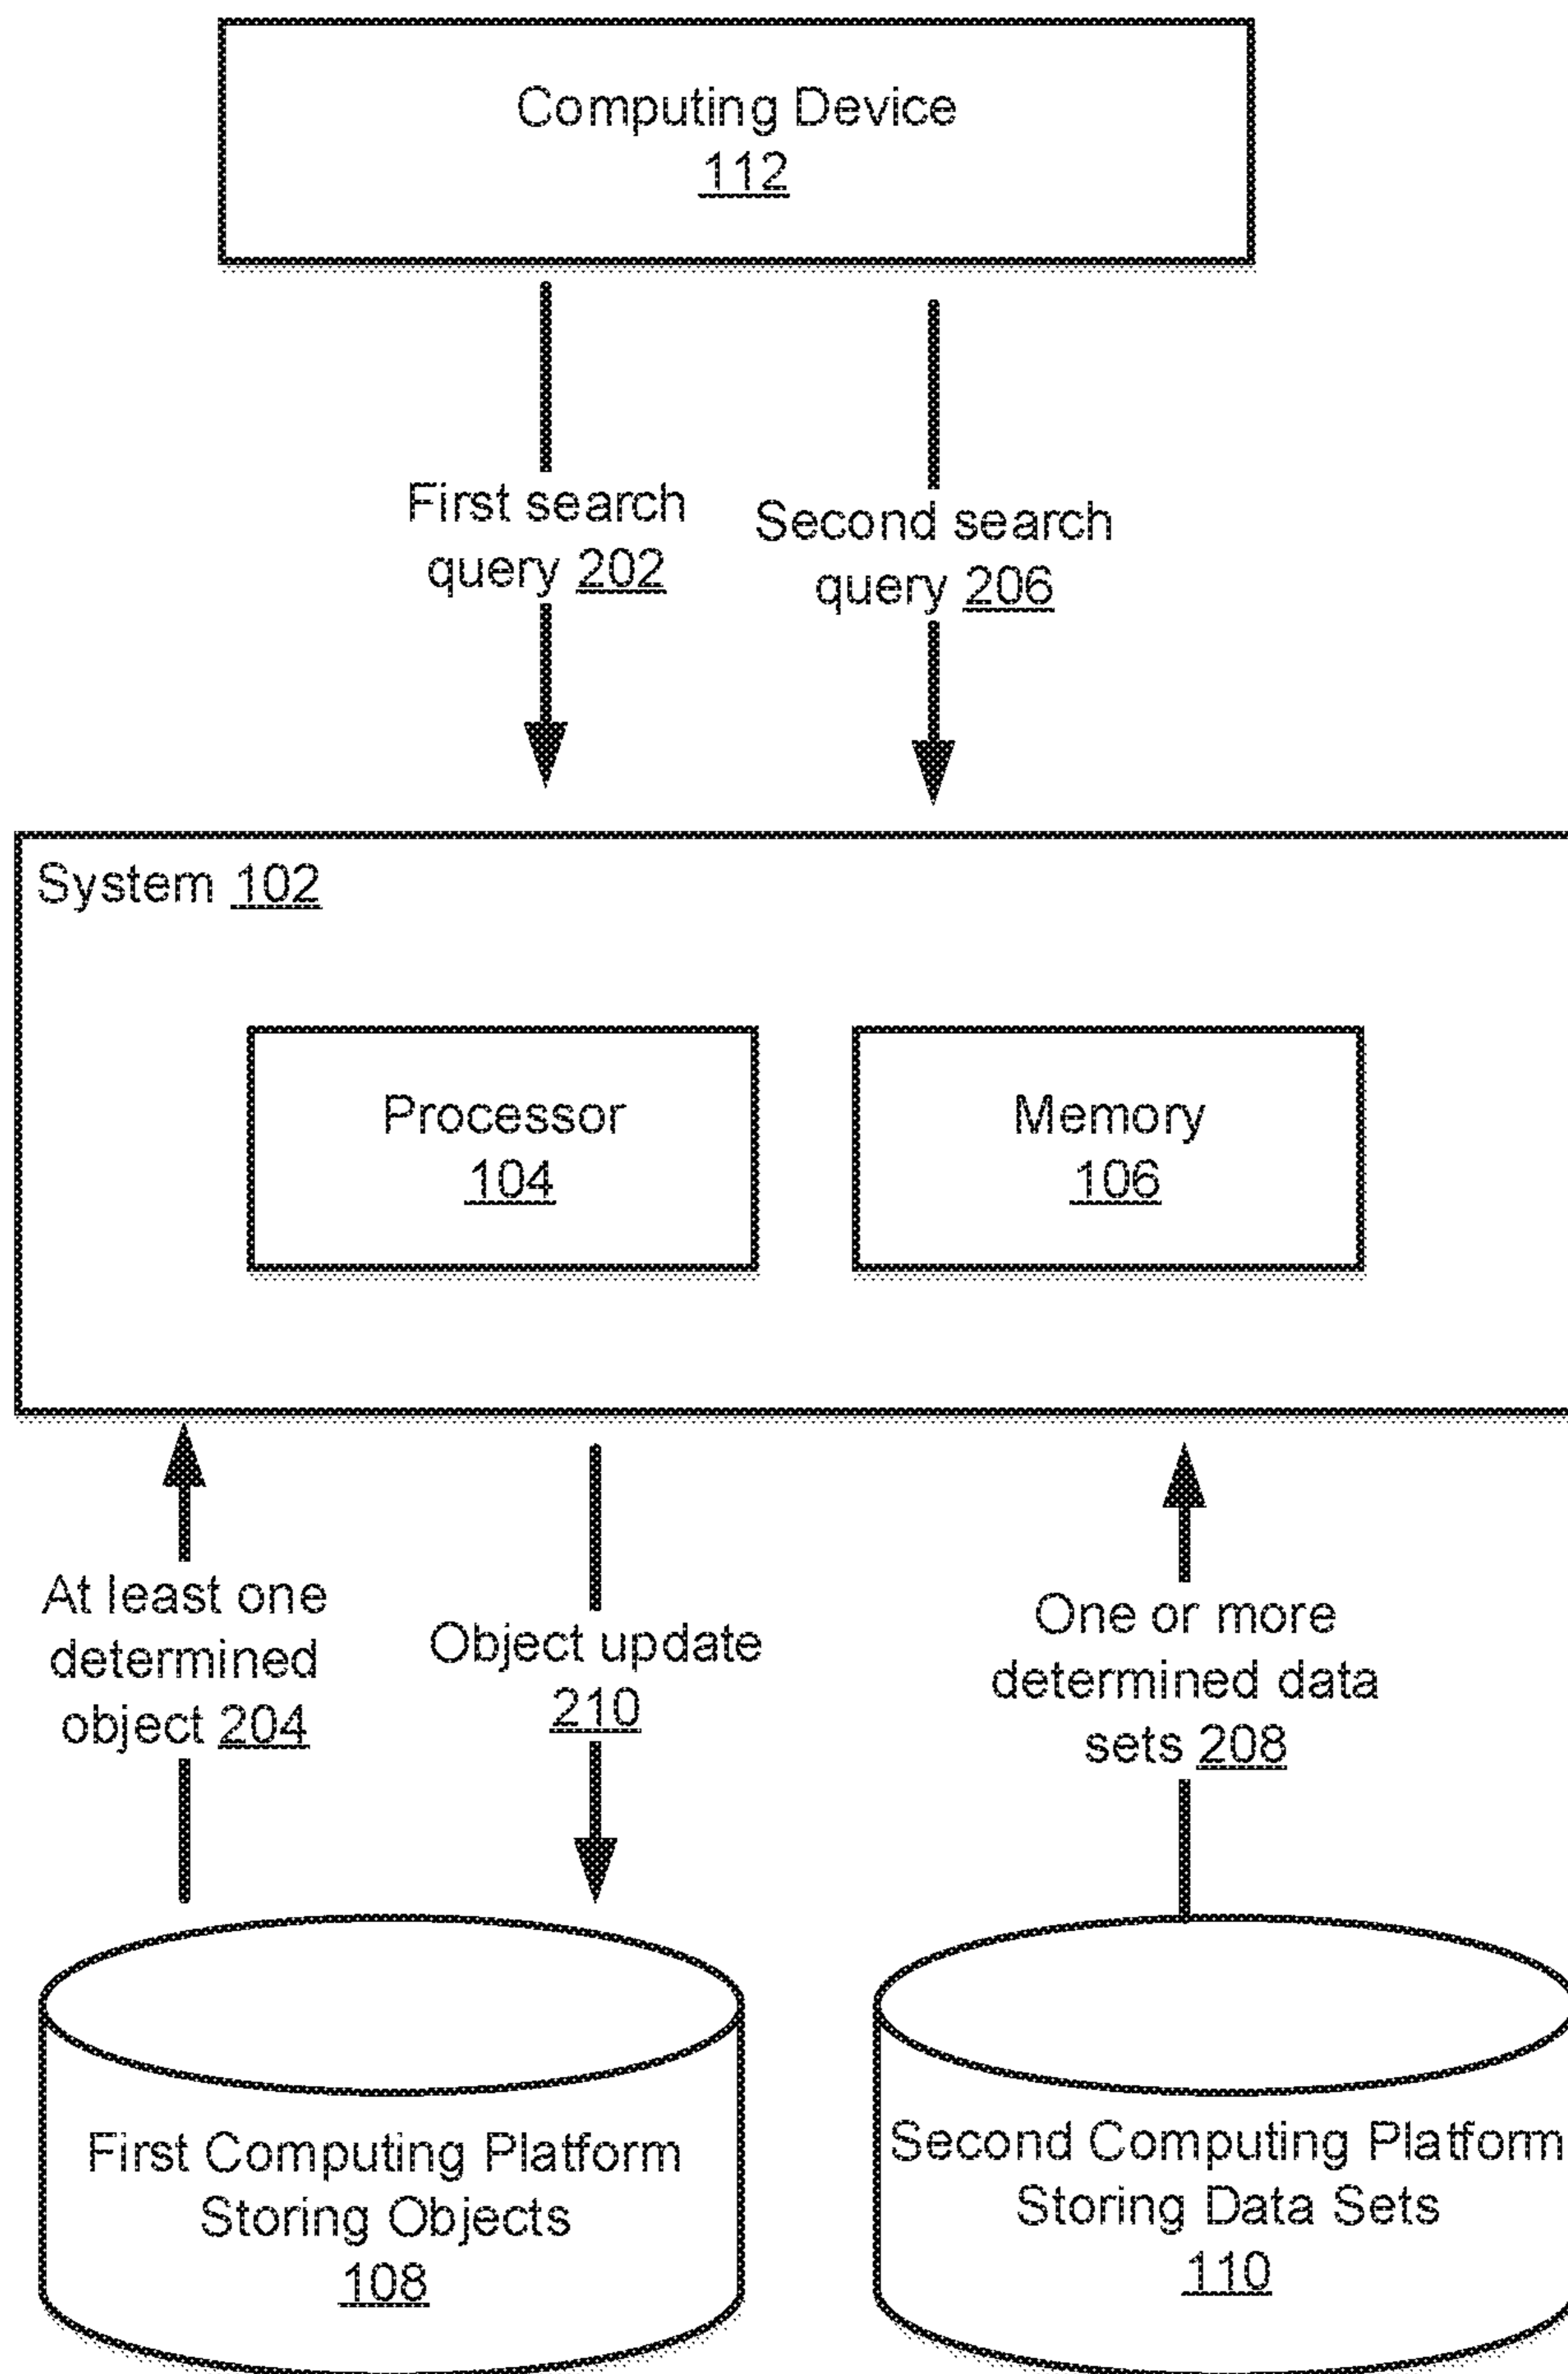 Computing Device
112
First search
query 202
Second search
query 206
System 102
Processor
104
Memory
106
At least one
determined
object 204
Object update
210
One or more
determined data
sets 208
First Computing Platform
Storing Objects
108
Second Computing Platform
Storing Data Sets
110